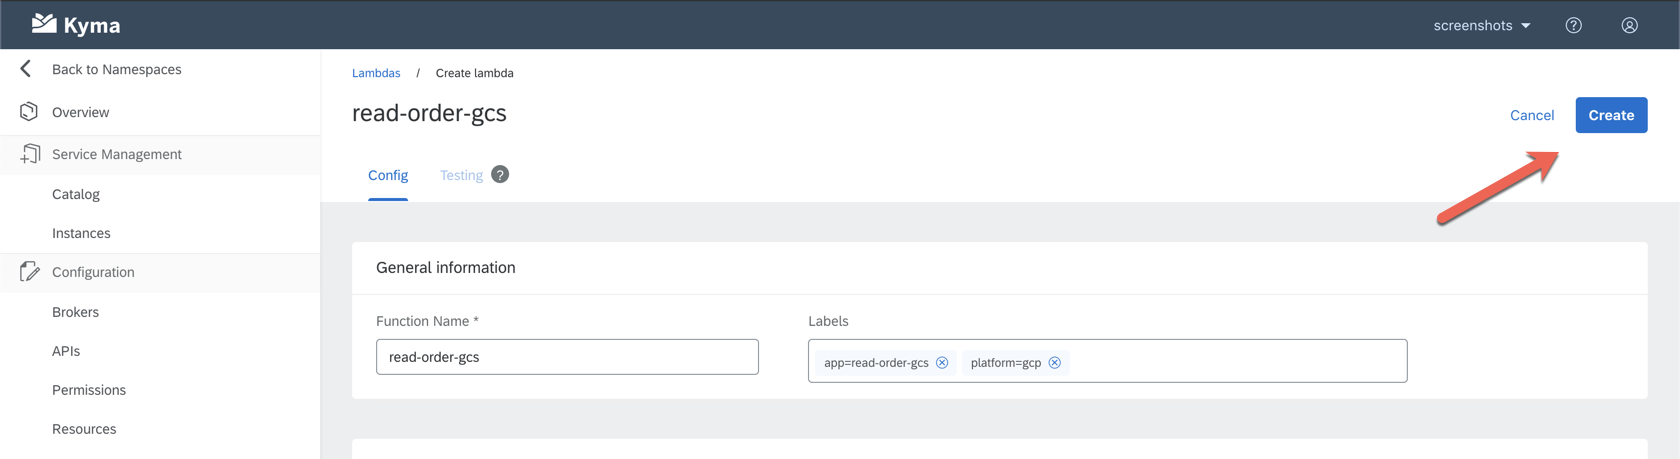 Kyma
screenshots
Back to Namespaces
Overview
Service Management
Catalog
Instances
Configuration
Brokers
APIs
Permissions
Resources
Lambdas / Create lambda
read-order-gcs
Cancel
Create
Config
Testing ?
General information
Function Name *
read-order-gcs
Labels
app=read-order-gcs platform=gcp